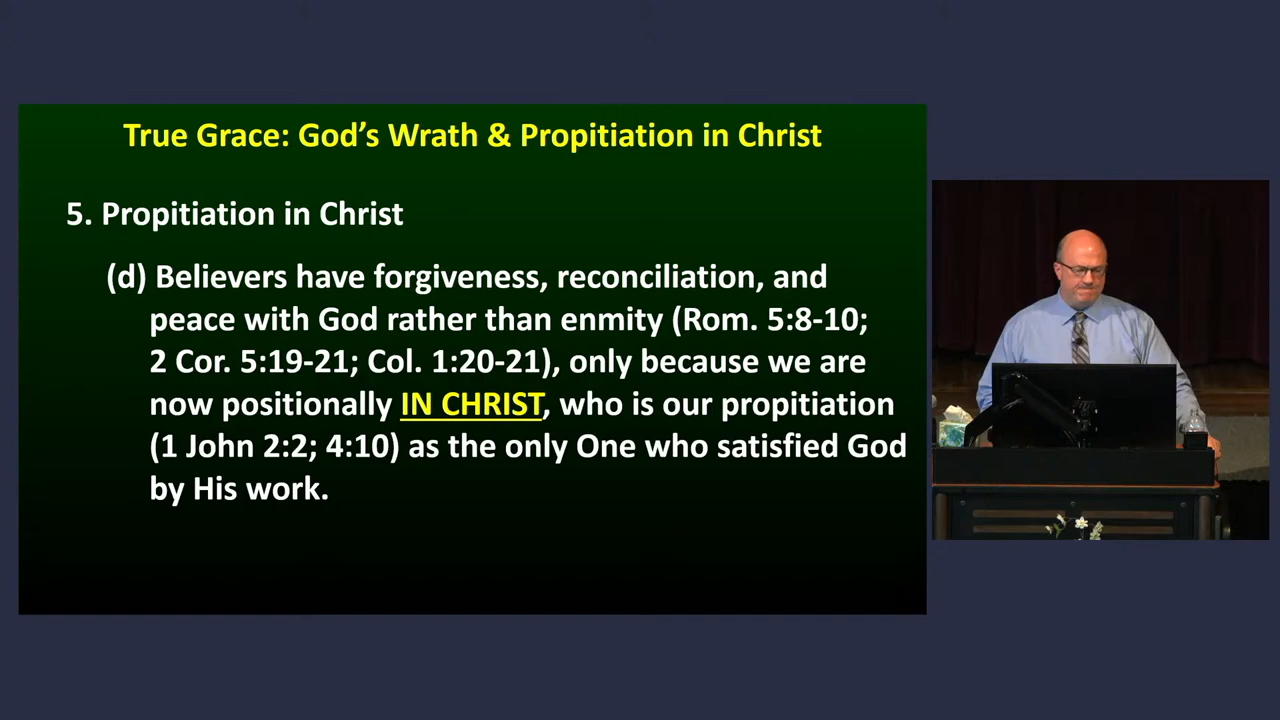 True Grace: God’s Wrath & Propitiation in Christ
5. Propitiation in Christ
(d) Believers have forgiveness, reconciliation, and
peace with God rather than enmity (Rom. 5:8-10;
2 Cor. 5:19-21; Col. 1:20-21), only because we are
now positionally IN CHRIST, who is our propitiation
(1 John 2:2; 4:10) as the only One who satisfied God
by His work.